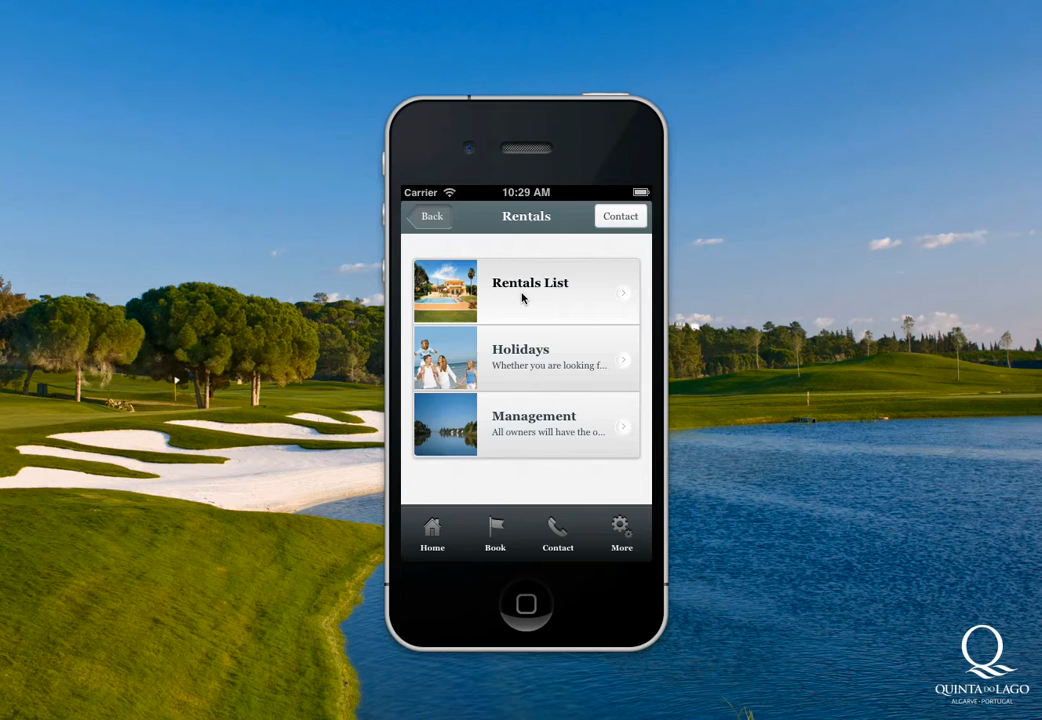 Carrier
10:29 AM
Back
Rentals
Contact
Rentals List
Holidays
Whether you are looking f...
Management
All owners will have the o...
Home
Book
Contact
More
QUINTA DO LAGO
ALGARVE • PORTUGAL